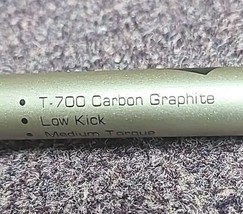 • T-700 Carbon Graphite
• Low Kick
• Medium Torque